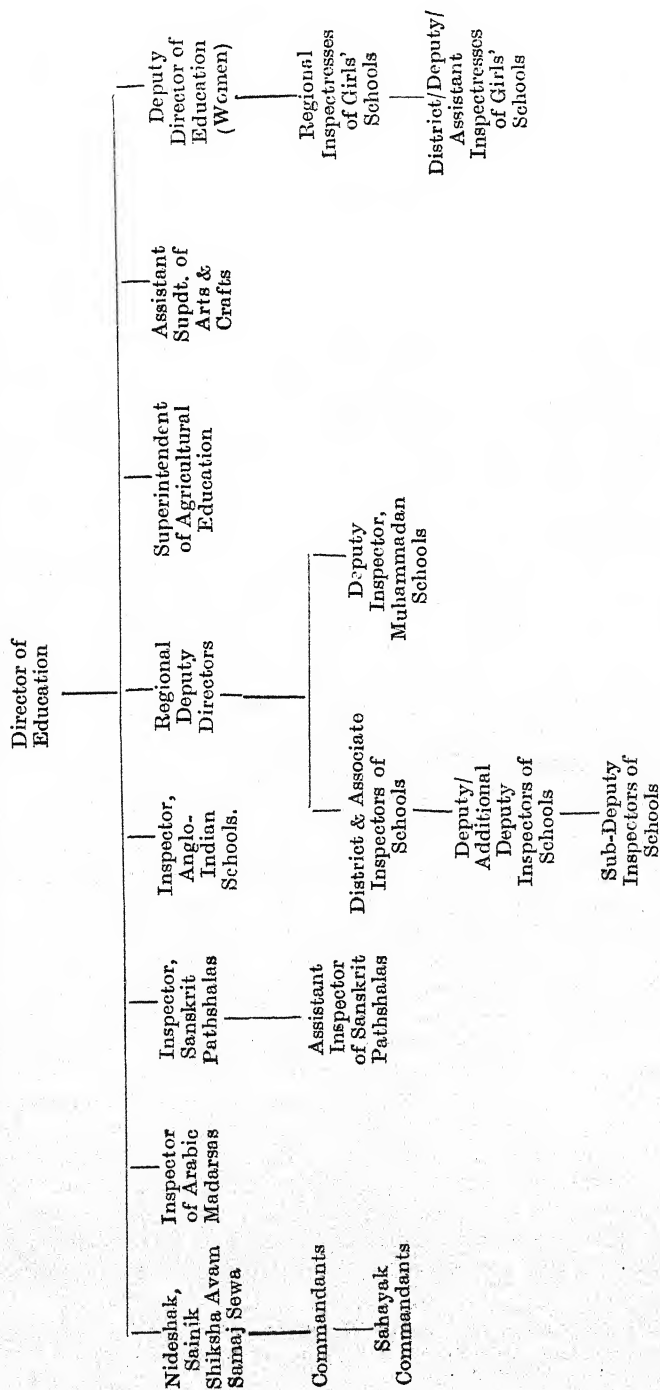 Director of
Education
Nideshak,
Sainik
Shiksha Avam
Samaj Sewa
Commandants
Sahayak
Commandants
Inspector
of Arabic
Madarsas
Inspector,
Sanskrit
Pathshalas
Assistant
Inspector
of Sanskrit
Pathshalas
Inspector,
Anglo-
Indian
Schools.
Regional
Deputy
Directors
District & Associate
Inspectors of
Schools
Deputy/
Additional
Deputy
Inspectors of
Schools
Sub-Deputy
Inspectors of
Schools
Deputy
Inspector,
Muhammadan
Schools
Superintendent
of Agricultural
Education
Assistant
Supdt. of
Arts &
Crafts
Deputy
Director of
Education
(Women)
Regional
Inspectresses
of Girls'
Schools
District/Deputy/
Assistant
Inspectresses
of Girls'
Schools